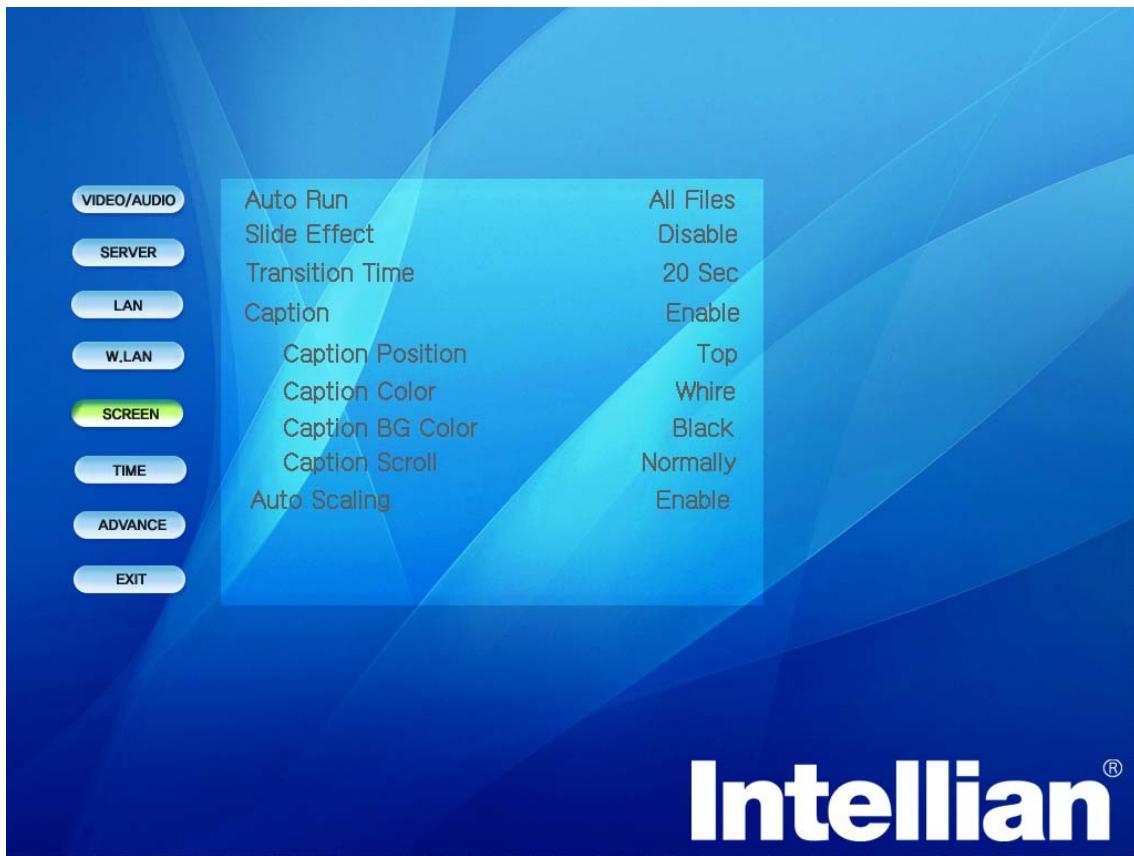 VIDEO/AUDIO
SERVER
LAN
W.LAN
SCREEN
TIME
ADVANCE
EXIT
Auto Run All Files
Slide Effect Disable
Transition Time 20 Sec
Caption Enable
Caption Position Top
Caption Color Whire
Caption BG Color Black
Caption Scroll Normally
Auto Scaling Enable
Intellian®